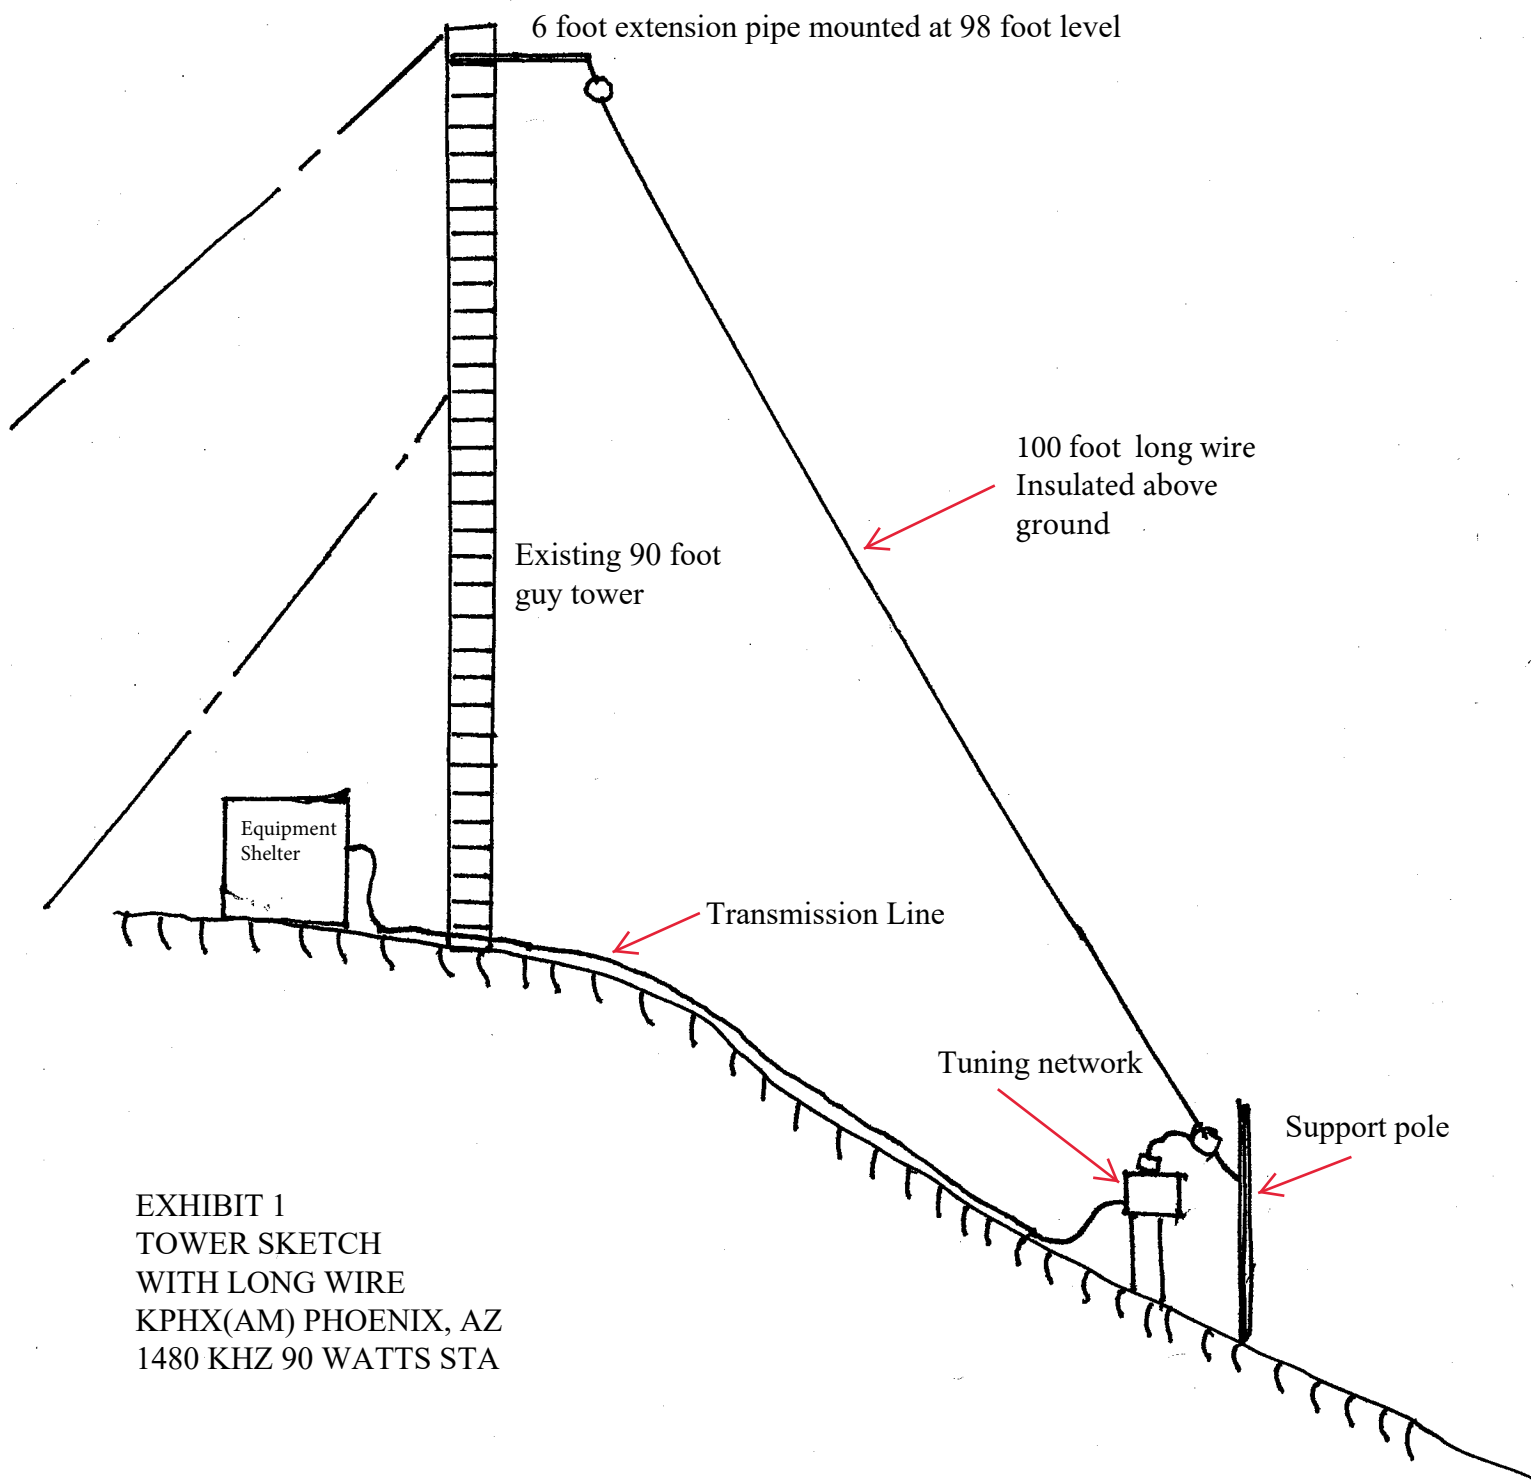 6 foot extension pipe mounted at 98 foot level
100 foot long wire
Insulated above
ground
Existing 90 foot
guy tower
Equipment
Shelter
Transmission Line
Tuning network
Support pole
EXHIBIT 1
TOWER SKETCH
WITH LONG WIRE
KPHX(AM) PHOENIX, AZ
1480 KHZ 90 WATTS STA